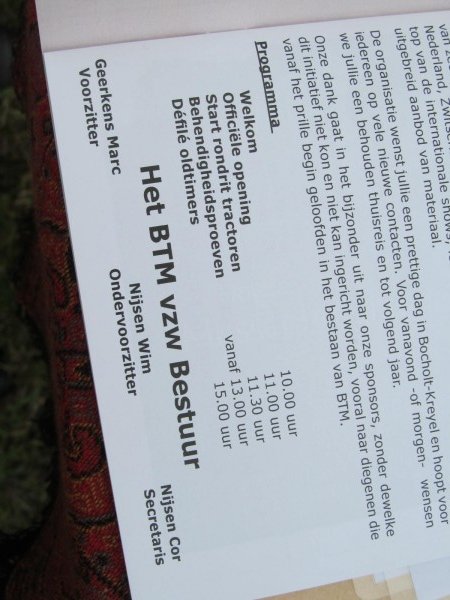 Nederland, Zwitse
top van de internationale show
uitgebreid aanbod van materiaal.
De organisatie wenst jullie een prettige dag in Bocholt-Kreyel en hoopt voor
iedereen op vele nieuwe contacten. Voor vanavond -of morgen- wensen
we jullie een behouden thuisreis en tot volgend jaar.
Onze dank gaat in het bijzonder uit naar onze sponsors, zonder dewelke
dit initiatief niet kon en niet kan ingericht worden, vooral naar diegenen die
vanaf het prille begin geloofden in het bestaan van BTM.
Programma
Welkom 10.00 uur
Officiële opening 11.00 uur
Start rondrit tractoren 11.30 uur
Behendigheidsproeven vanaf 13.00 uur
Défilé oldtimers 15.00 uur
Het BTM vzw Bestuur
Geerkens Marc Nijsen Wim Nijsen Cor
Voorzitter Ondervoorzitter Secretaris